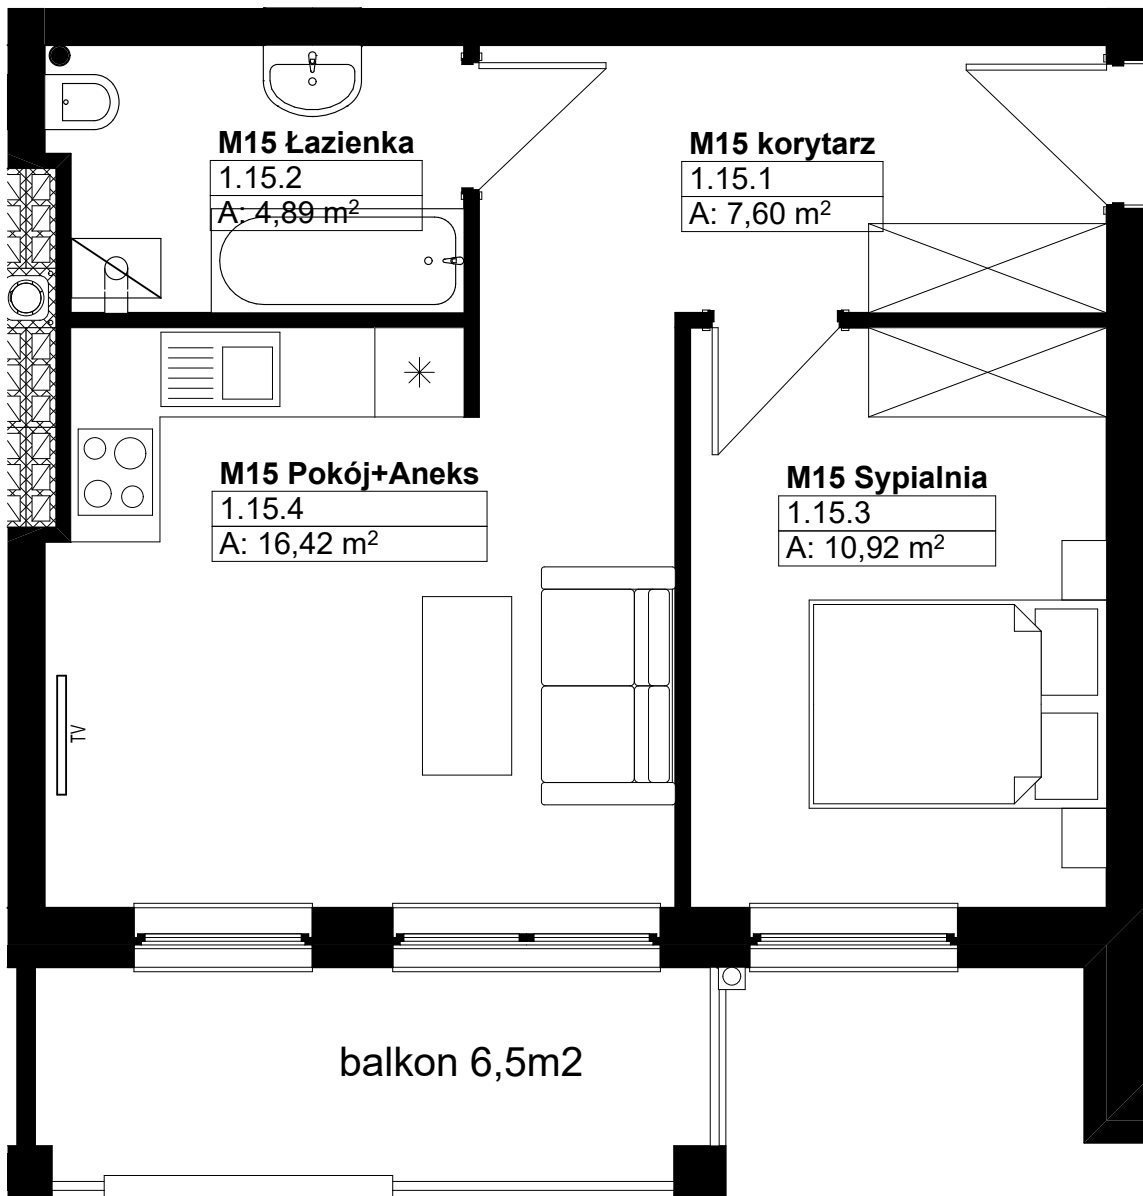 M15 Łazienka
1.15.2
A: 4,89 m²
M15 korytarz
1.15.1
A: 7,60 m²
M15 Pokój+Aneks
1.15.4
A: 16,42 m²
M15 Sypialnia
1.15.3
A: 10,92 m²
TV
balkon 6,5m2